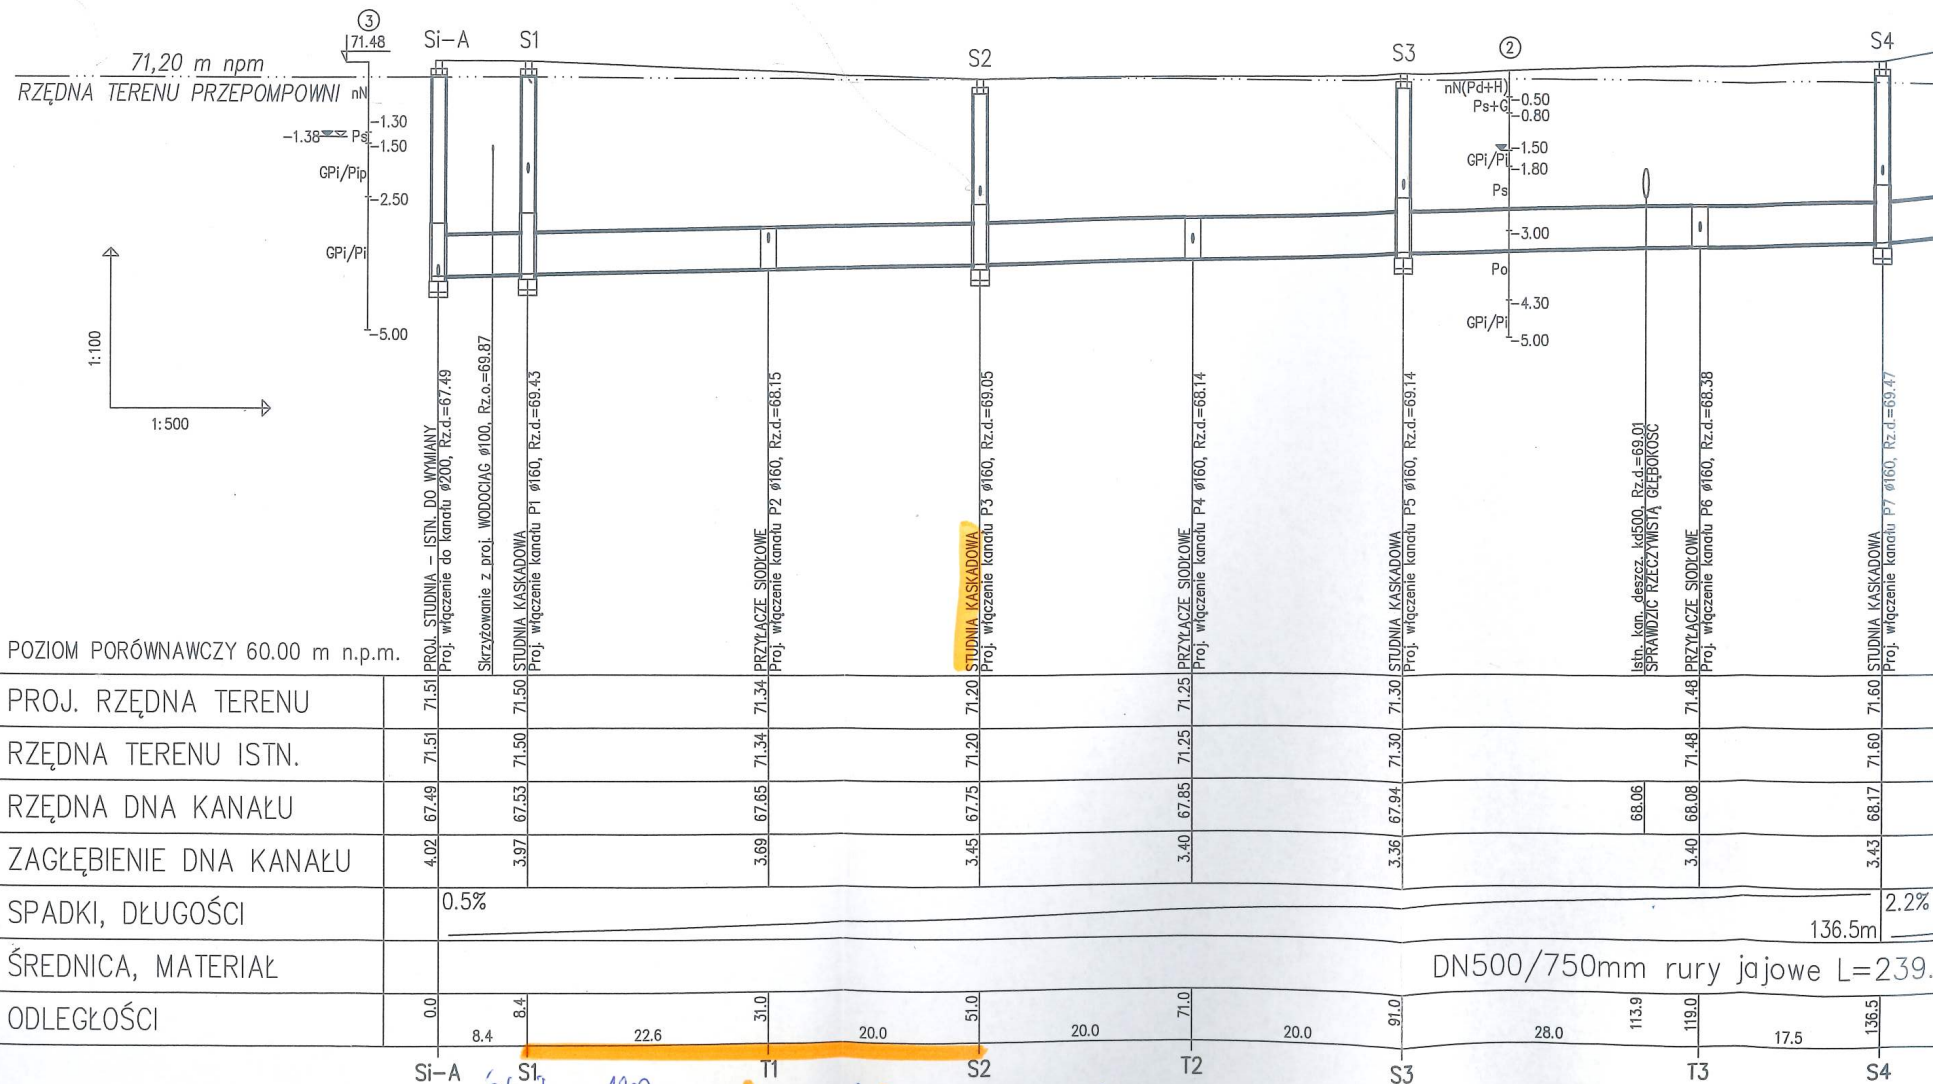 ③
71.48
Si-A
S1
S2
S3
②
S4
71,20 m npm
RZĘDNA TERENU PRZEPOMPOWNI
nN
-1.30
-1.38
Ps
-1.50
GPi/Pip
-2.50
GPi/Pi
-5.00
nN(Pd+H)
-0.50
Ps+G
-0.80
-1.50
GPi/Pi
-1.80
Ps
-3.00
Po
-4.30
GPi/Pi
-5.00
1:100
1:500
PROJ. STUDNIA - ISTN. DO WYMIANY
Proj. włączenie do kanału ø200, Rz.d.=67.49
Skrzyżowanie z proj. WODOCIĄG ø100, Rz.o.=69.87
STUDNIA KASKADOWA
Proj. włączenie kanału P1 ø160, Rz.d.=69.43
PRZYŁĄCZE SIODŁOWE
Proj. włączenie kanału P2 ø160, Rz.d.=68.15
STUDNIA KASKADOWA
Proj. włączenie kanału P3 ø160, Rz.d.=69.05
PRZYŁĄCZE SIODŁOWE
Proj. włączenie kanału P4 ø160, Rz.d.=68.14
STUDNIA KASKADOWA
Proj. włączenie kanału P5 ø160, Rz.d.=69.14
Istn. kan. deszcz. kd500, Rz.d.=69.01
SPRAWDZIĆ RZECZYWISTĄ GŁĘBOKOŚĆ
PRZYŁĄCZE SIODŁOWE
Proj. włączenie kanału P6 ø160, Rz.d.=68.38
STUDNIA KASKADOWA
Proj. włączenie kanału P7 ø160, Rz.d.=69.47
POZIOM PORÓWNAWCZY 60.00 m n.p.m.
PROJ. RZĘDNA TERENU 71.51 71.50 71.34 71.20 71.25 71.30 71.48 71.60
RZĘDNA TERENU ISTN. 71.51 71.50 71.34 71.20 71.25 71.30 71.48 71.60
RZĘDNA DNA KANAŁU 67.49 67.53 67.65 67.75 67.85 67.94 68.06 68.08 68.17
ZAGŁĘBIENIE DNA KANAŁU 4.02 3.97 3.69 3.45 3.40 3.36 3.40 3.43
SPADKI, DŁUGOŚCI 0.5% 136.5m 2.2%
ŚREDNICA, MATERIAŁ DN500/750mm rury jajowe L=239.
ODLEGŁOŚCI 0.0 8.4 31.0 51.0 71.0 91.0 113.9 119.0 136.5
8.4 22.6 20.0 20.0 20.0 28.0 17.5
Si-A S1 T1 S2 T2 S3 T3 S4